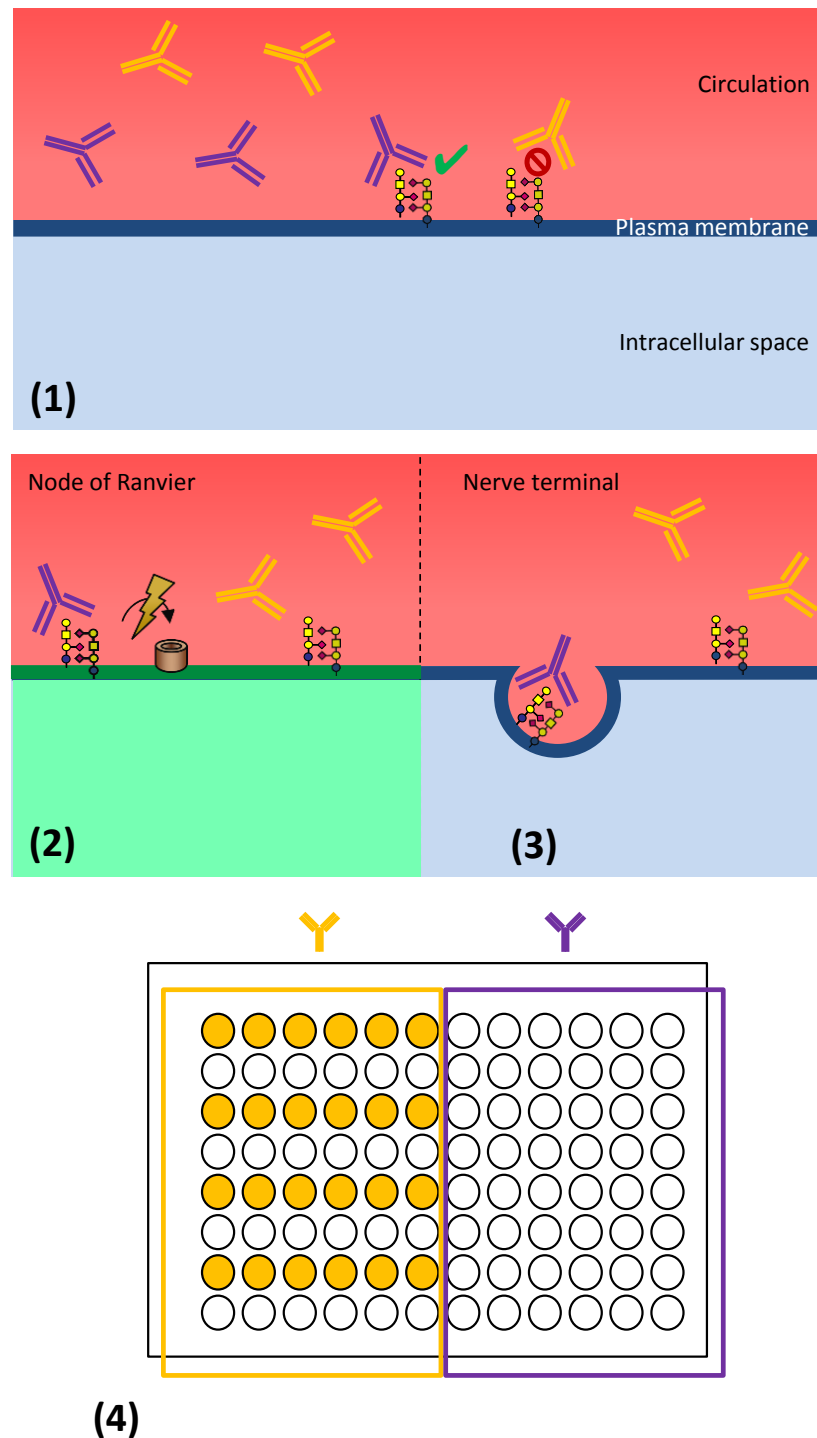 Circulation
Plasma membrane
Intracellular space
(1)
Node of Ranvier
Nerve terminal
(2)
(3)
(4)